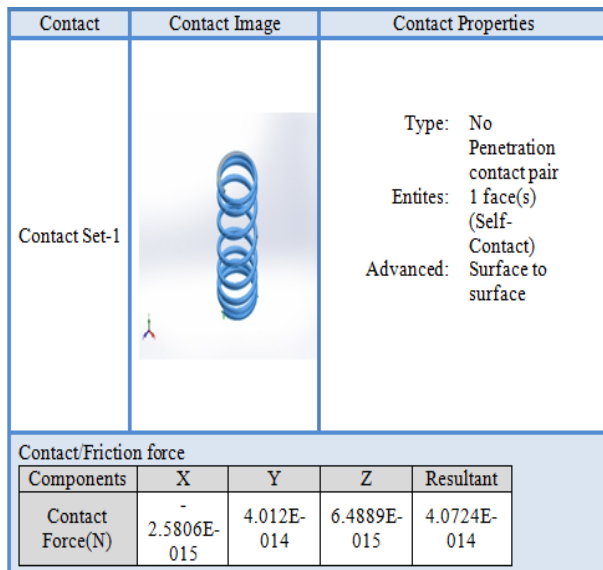 Contact
Contact Image
Contact Properties
Contact Set-1
Type: No
Penetration
contact pair
Entites: 1 face(s)
(Self-
Contact)
Advanced: Surface to
surface
Contact/Friction force
Components X Y Z Resultant
Contact
Force(N)
-
2.5806E-
015
4.012E-
014
6.4889E-
015
4.0724E-
014